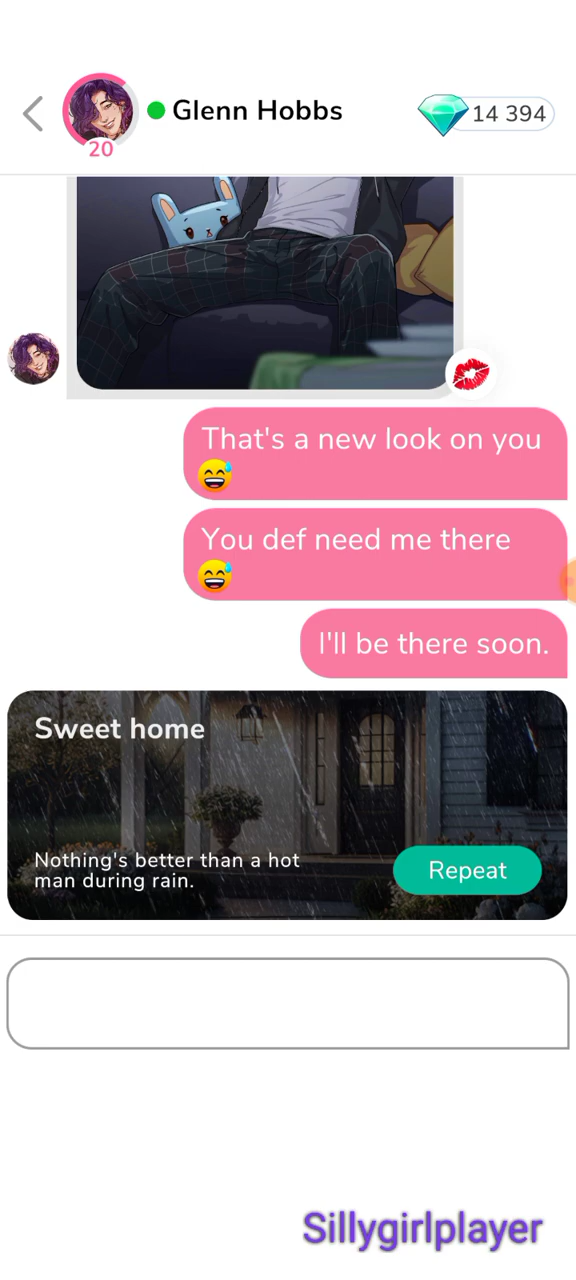 Glenn Hobbs
14 394
20
That's a new look on you
😅
You def need me there
😅
I'll be there soon.
Sweet home
Nothing's better than a hot
man during rain.
Repeat
Sillygirlplayer